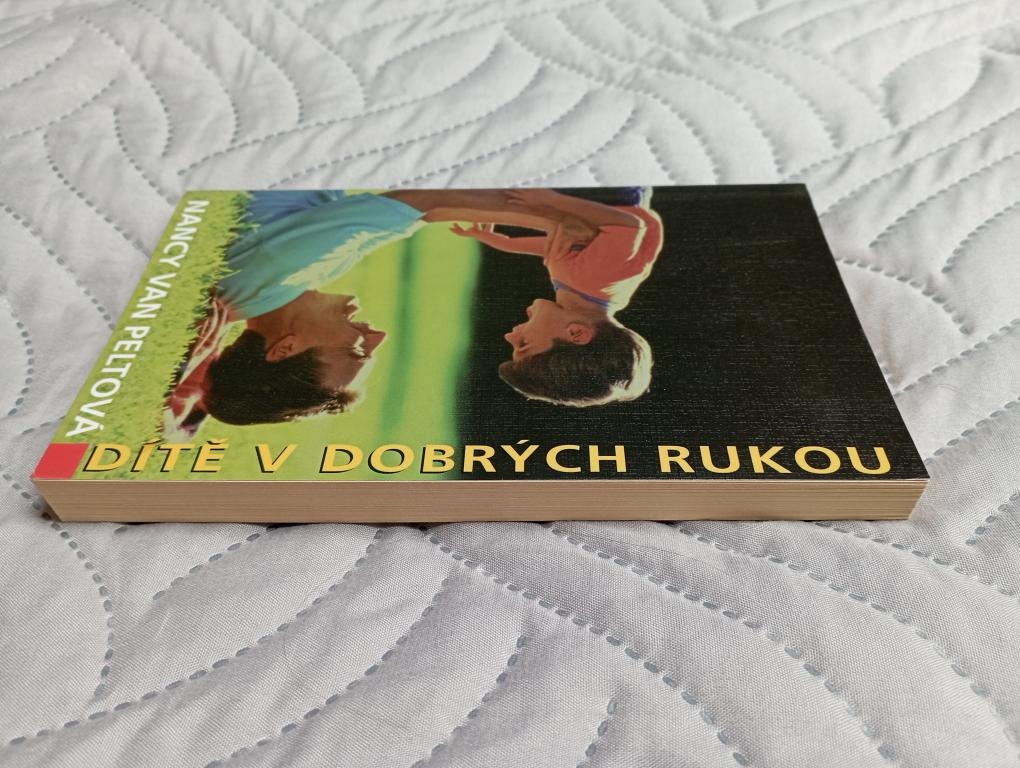 NANCY VAN PELTOVÁ
DÍTĚ V DOBRÝCH RUKOU